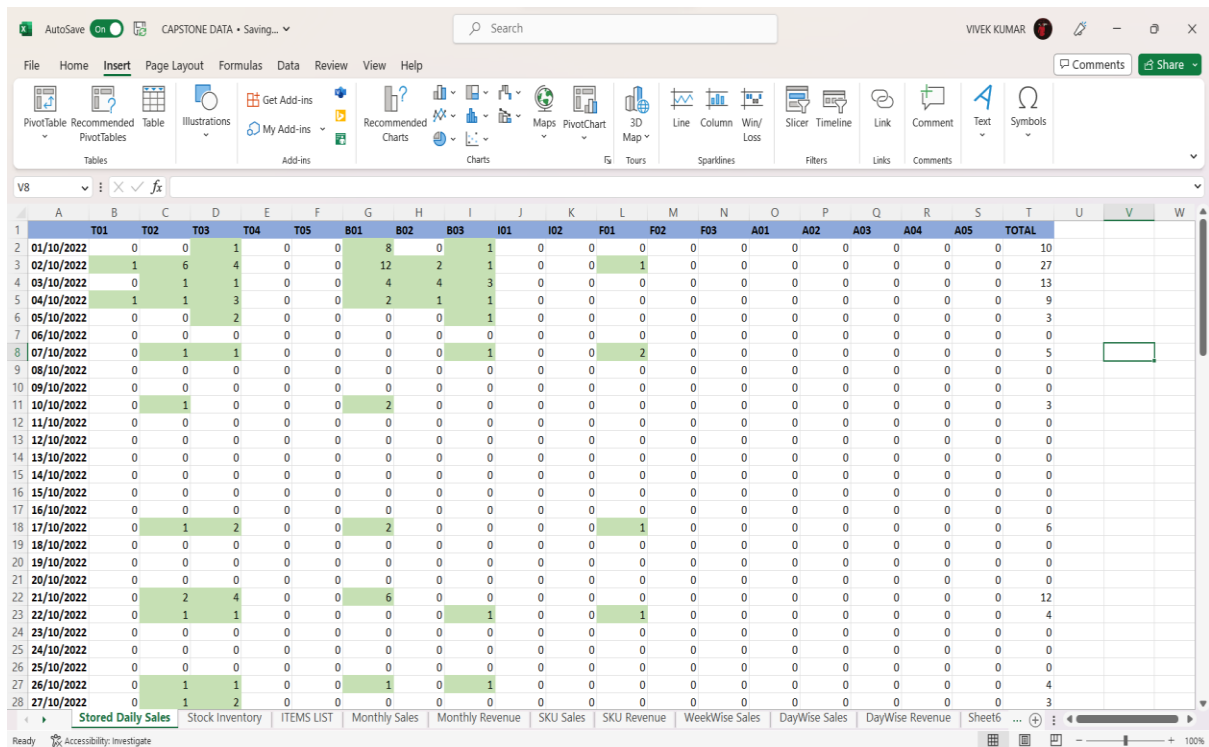 AutoSave On CAPSTONE DATA • Saving... Search VIVEK KUMAR
File Home Insert Page Layout Formulas Data Review View Help Comments Share
PivotTable Recommended PivotTables Table Illustrations Get Add-ins My Add-ins Recommended Charts Maps PivotChart 3D Map Line Column Win/Loss Slicer Timeline Link Comment Text Symbols
Tables Add-ins Charts Tours Sparklines Filters Links Comments
V8 fx
A B C D E F G H I J K L M N O P Q R S T U V W
1 T01 T02 T03 T04 T05 B01 B02 B03 I01 I02 F01 F02 F03 A01 A02 A03 A04 A05 TOTAL
2 01/10/2022 0 0 1 0 0 8 0 1 0 0 0 0 0 0 0 0 0 0 10
3 02/10/2022 1 6 4 0 0 12 2 1 0 0 1 0 0 0 0 0 0 0 27
4 03/10/2022 0 1 1 0 0 4 4 3 0 0 0 0 0 0 0 0 0 0 13
5 04/10/2022 1 1 3 0 0 2 1 1 0 0 0 0 0 0 0 0 0 0 9
6 05/10/2022 0 0 2 0 0 0 0 1 0 0 0 0 0 0 0 0 0 0 3
7 06/10/2022 0 0 0 0 0 0 0 0 0 0 0 0 0 0 0 0 0 0 0
8 07/10/2022 0 1 1 0 0 0 0 1 0 0 2 0 0 0 0 0 0 0 5
9 08/10/2022 0 0 0 0 0 0 0 0 0 0 0 0 0 0 0 0 0 0 0
10 09/10/2022 0 0 0 0 0 0 0 0 0 0 0 0 0 0 0 0 0 0 0
11 10/10/2022 0 1 0 0 0 2 0 0 0 0 0 0 0 0 0 0 0 0 3
12 11/10/2022 0 0 0 0 0 0 0 0 0 0 0 0 0 0 0 0 0 0 0
13 12/10/2022 0 0 0 0 0 0 0 0 0 0 0 0 0 0 0 0 0 0 0
14 13/10/2022 0 0 0 0 0 0 0 0 0 0 0 0 0 0 0 0 0 0 0
15 14/10/2022 0 0 0 0 0 0 0 0 0 0 0 0 0 0 0 0 0 0 0
16 15/10/2022 0 0 0 0 0 0 0 0 0 0 0 0 0 0 0 0 0 0 0
17 16/10/2022 0 0 0 0 0 0 0 0 0 0 0 0 0 0 0 0 0 0 0
18 17/10/2022 0 1 2 0 0 2 0 0 0 0 1 0 0 0 0 0 0 0 6
19 18/10/2022 0 0 0 0 0 0 0 0 0 0 0 0 0 0 0 0 0 0 0
20 19/10/2022 0 0 0 0 0 0 0 0 0 0 0 0 0 0 0 0 0 0 0
21 20/10/2022 0 0 0 0 0 0 0 0 0 0 0 0 0 0 0 0 0 0 0
22 21/10/2022 0 2 4 0 0 6 0 0 0 0 0 0 0 0 0 0 0 0 12
23 22/10/2022 0 1 1 0 0 0 0 1 0 0 1 0 0 0 0 0 0 0 4
24 23/10/2022 0 0 0 0 0 0 0 0 0 0 0 0 0 0 0 0 0 0 0
25 24/10/2022 0 0 0 0 0 0 0 0 0 0 0 0 0 0 0 0 0 0 0
26 25/10/2022 0 0 0 0 0 0 0 0 0 0 0 0 0 0 0 0 0 0 0
27 26/10/2022 0 1 1 0 0 1 0 1 0 0 0 0 0 0 0 0 0 0 4
28 27/10/2022 0 1 2 0 0 0 0 0 0 0 0 0 0 0 0 0 0 0 3
Stored Daily Sales Stock Inventory ITEMS LIST Monthly Sales Monthly Revenue SKU Sales SKU Revenue WeekWise Sales DayWise Sales DayWise Revenue Sheet6 ...
Ready Accessibility: Investigate 100%